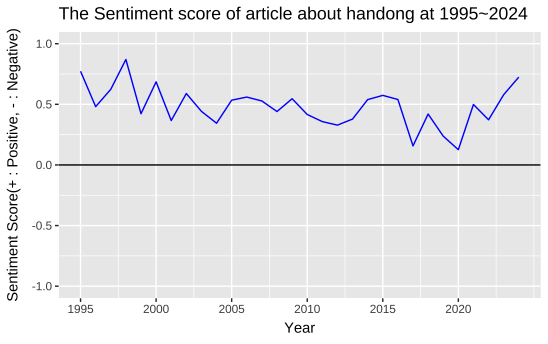 The Sentiment score of article about handong at 1995~2024
Sentiment Score(+ : Positive, - : Negative)
1.0
0.5
0.0
-0.5
-1.0
1995 2000 2005 2010 2015 2020
Year